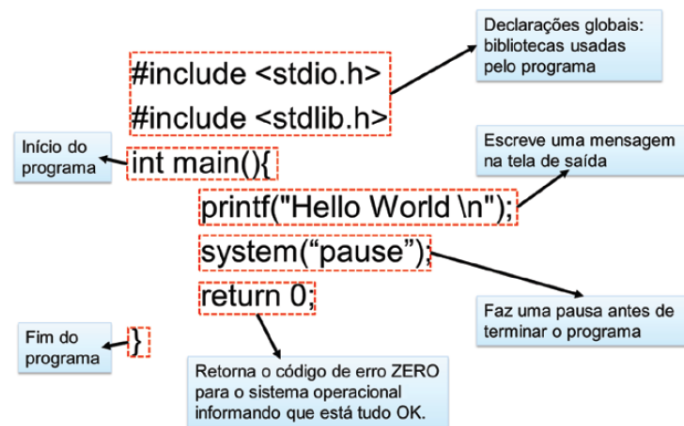 Declarações globais:
bibliotecas usadas
pelo programa
#include <stdio.h>
#include <stdlib.h>
Início do
programa
int main(){
Escreve uma mensagem
na tela de saída
printf("Hello World \n");
system(“pause”);
Faz uma pausa antes de
terminar o programa
return 0;
Fim do
programa
}
Retorna o código de erro ZERO
para o sistema operacional
informando que está tudo OK.